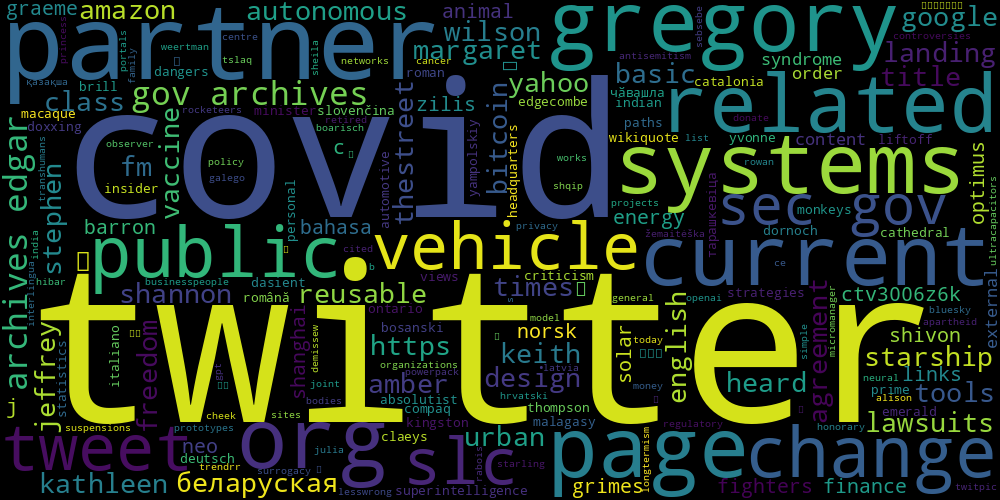 graeme amazon autonomous animal gregory google
partner wilson margaret landing
weertman portals family dangers sheila networks cancer roman
princess centre tslaq antisemitism sebsebe controversies
syndrome order title
қазақша brill gov archives thestreet zilis yahoo basic catalonia related
class macaque doxxing rocketeers minister slovenčina edgecombe чӑвашла indian
covid boarisch retired bitcoin paths wikiquote list yvonne content liftoff donate
observer vaccine c automotive yampolskiy headquarters systems rowan optimus
archives edgar stephen transhumans fm insider policy galego works shqip
personal projects energy sec gov monkeys dornoch cathedral
barron bahasa privacy тарашкевіца ultracapacitors
public vehicle žemaitėška current
india interlingua hibar cited b views criticism ce external
businesspeople dasient times general openai strategies ctv3006z6k
shannon română reusable s model apartheid bluesky
twitter ontario norsk today simple micromanager shivon
jeffrey statistics italiano freedom shanghai demissew bosanski https organizations keith solar english starship
joint amber powerpack latvia design money heard neural links
gpt absolutist hrvatski agreement prime tools
j cheek bodies compaq thompson alison
suspensions prototypes sites kingston malagasy regulatory emerald honorary lawsuits
tweet neo org julia claeys urban page change
deutsch trendrr sic rabois starling longtermism
kathleen беларуская surrogacy lesswrong superintelligence grimes fighters finance twitpic